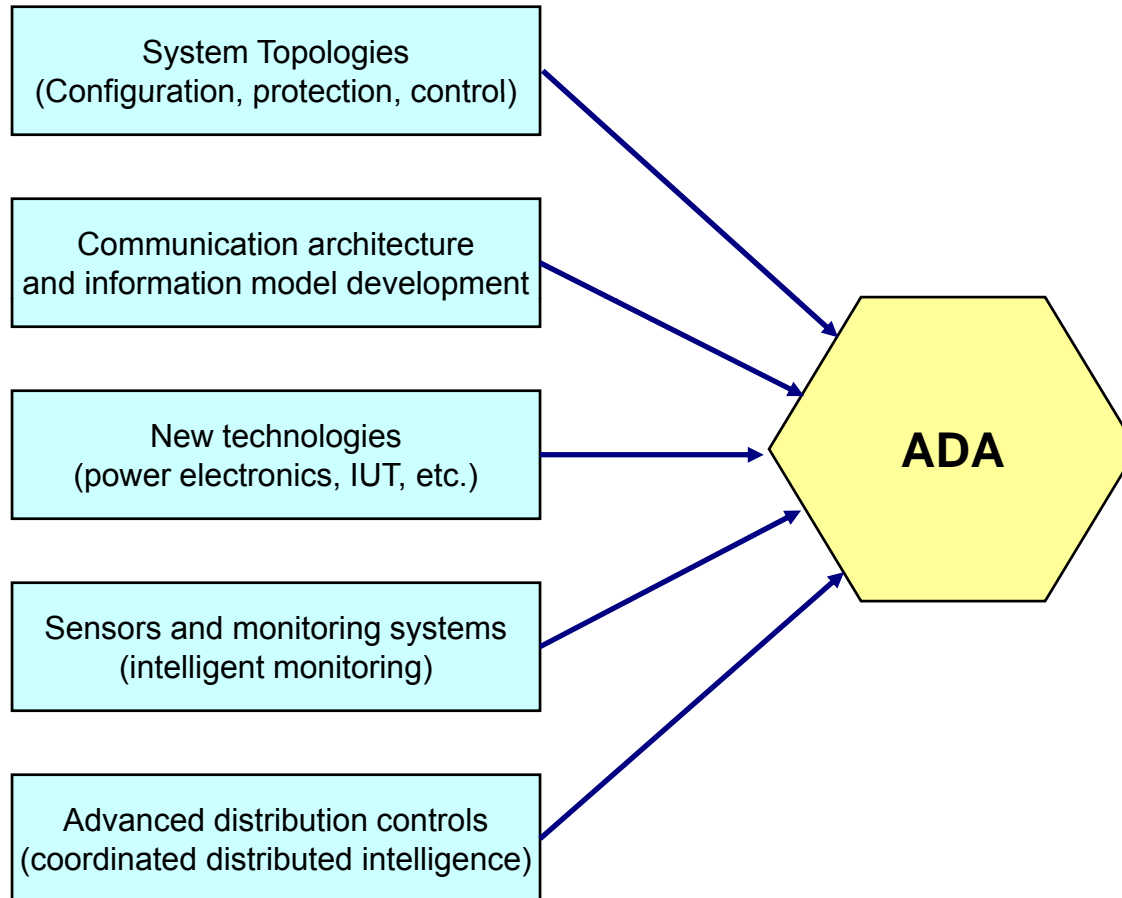 System Topologies
(Configuration, protection, control)
Communication architecture
and information model development
New technologies
(power electronics, IUT, etc.)
ADA
Sensors and monitoring systems
(intelligent monitoring)
Advanced distribution controls
(coordinated distributed intelligence)